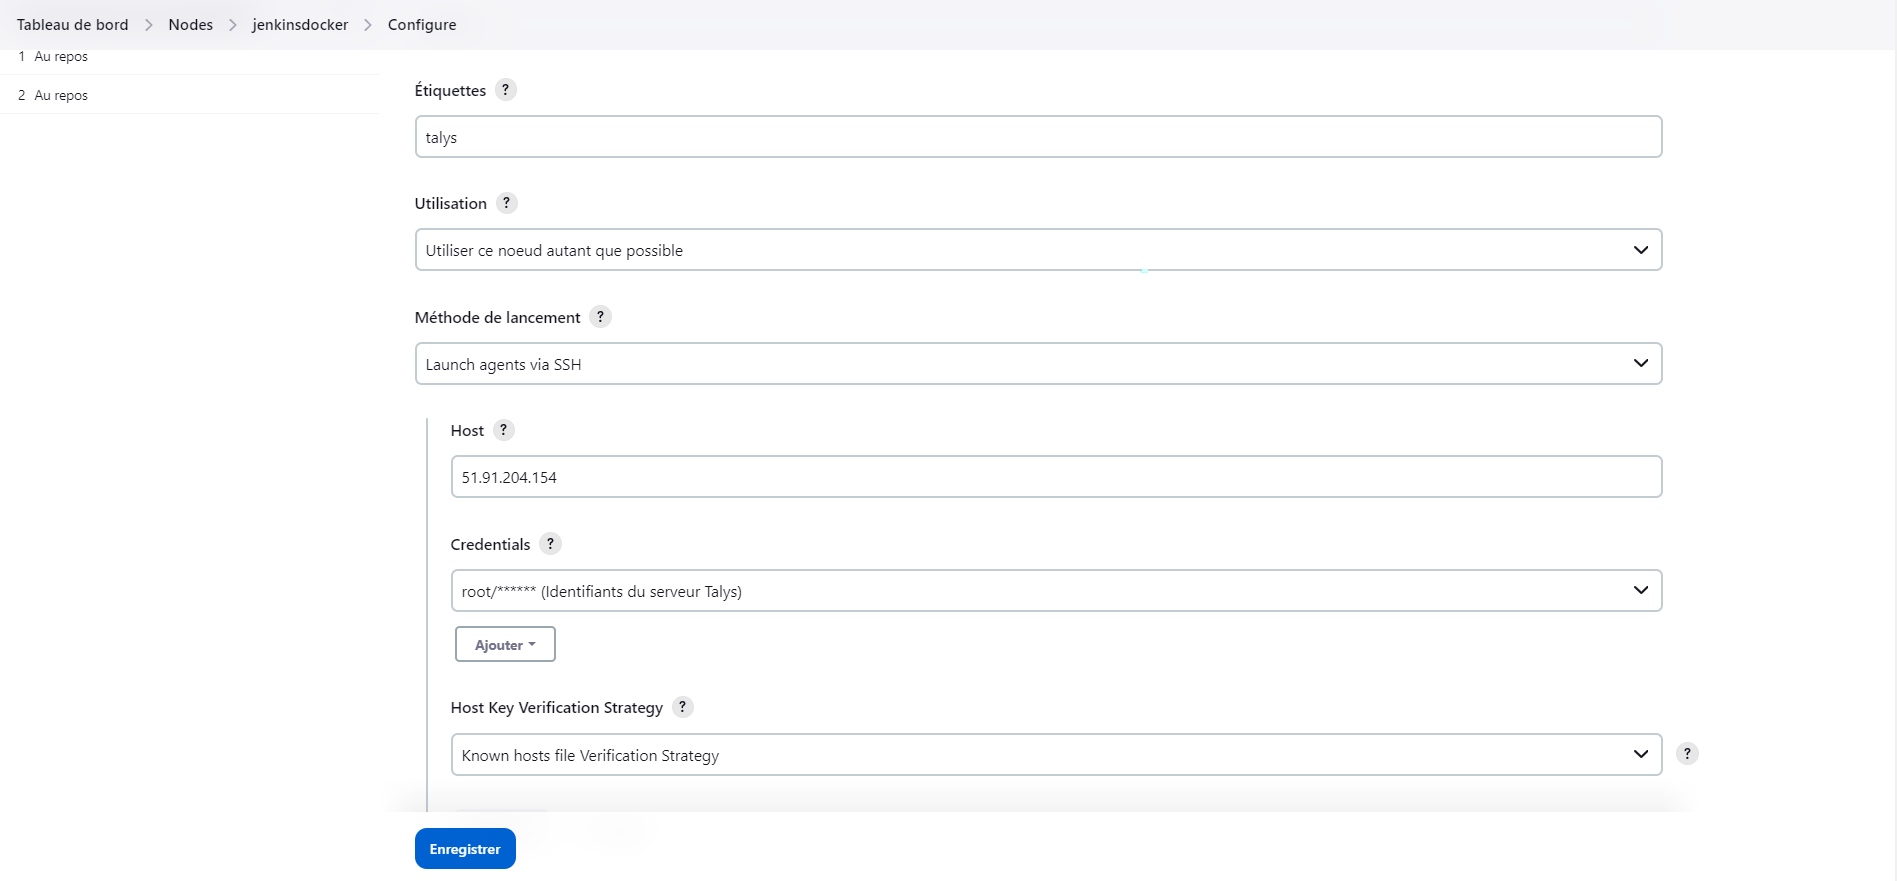 Tableau de bord > Nodes > jenkinsdocker > Configure
1 Au repos
2 Au repos
Étiquettes ?
talys
Utilisation ?
Utiliser ce noeud autant que possible
Méthode de lancement ?
Launch agents via SSH
Host ?
51.91.204.154
Credentials ?
root/****** (Identifiants du serveur Talys)
Ajouter
Host Key Verification Strategy ?
Known hosts file Verification Strategy ?
Enregistrer